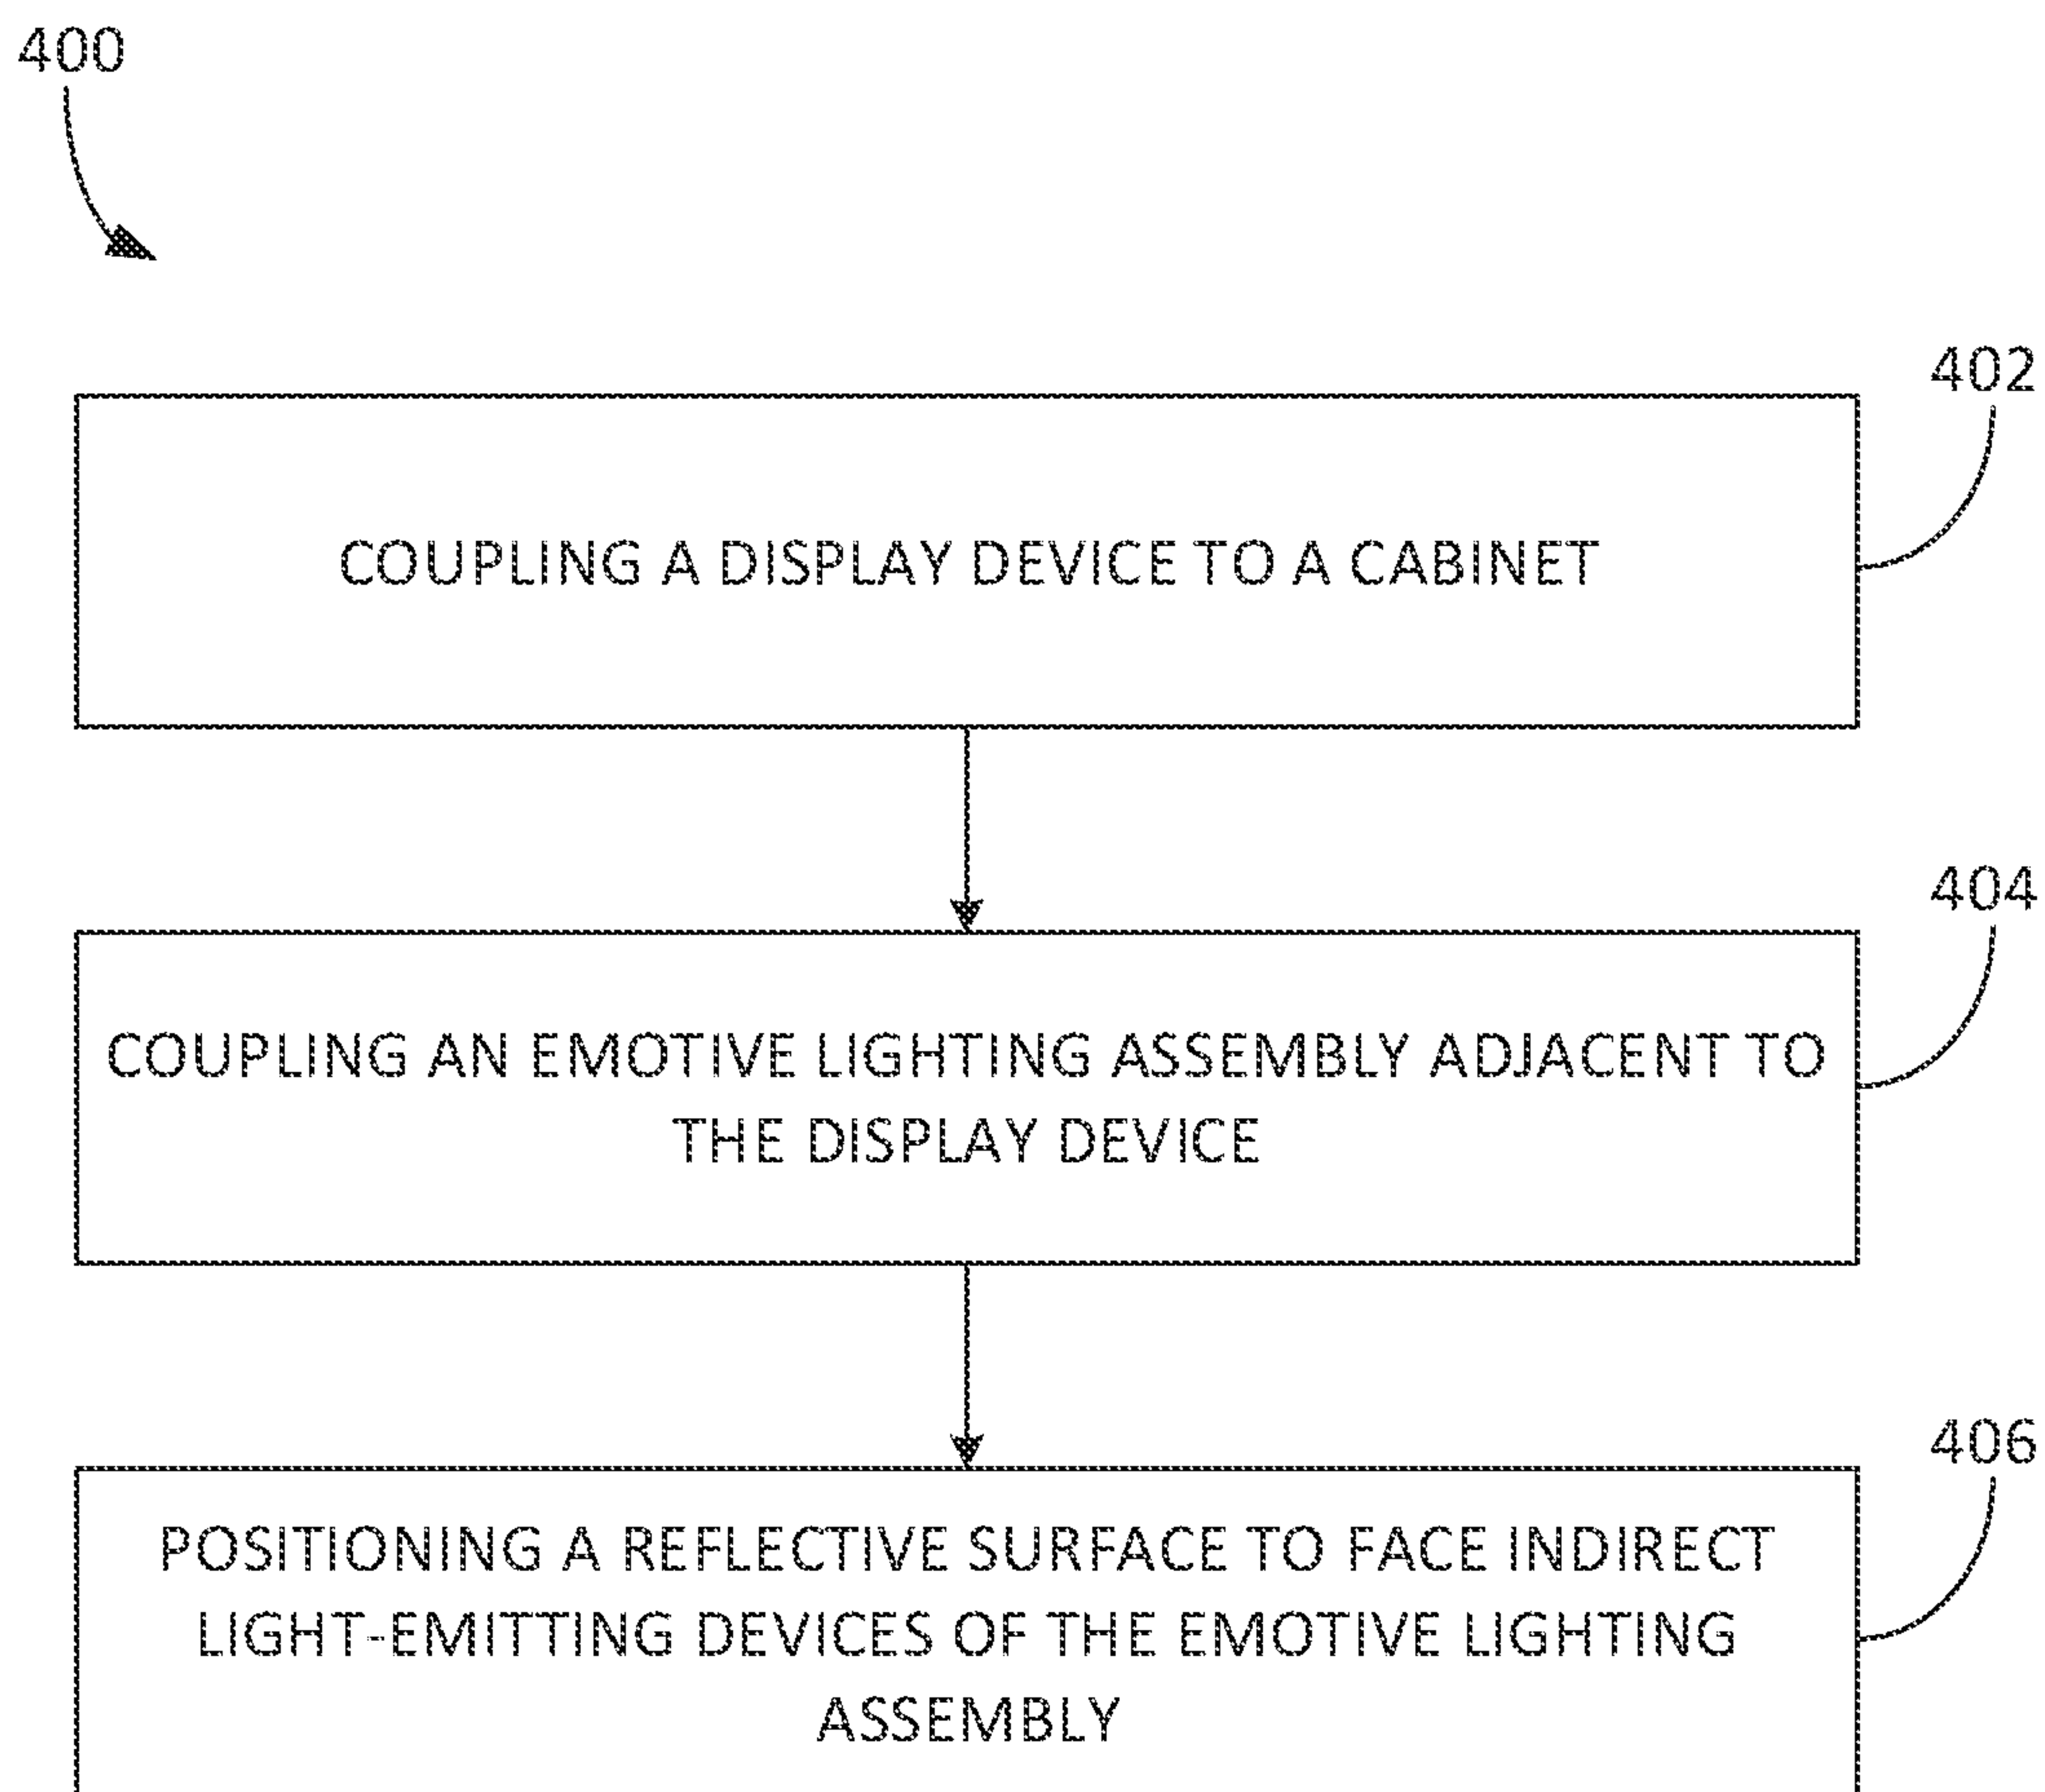 400
402
COUPLING A DISPLAY DEVICE TO A CABINET
404
COUPLING AN EMOTIVE LIGHTING ASSEMBLY ADJACENT TO
THE DISPLAY DEVICE
406
POSITIONING A REFLECTIVE SURFACE TO FACE INDIRECT
LIGHT-EMITTING DEVICES OF THE EMOTIVE LIGHTING
ASSEMBLY